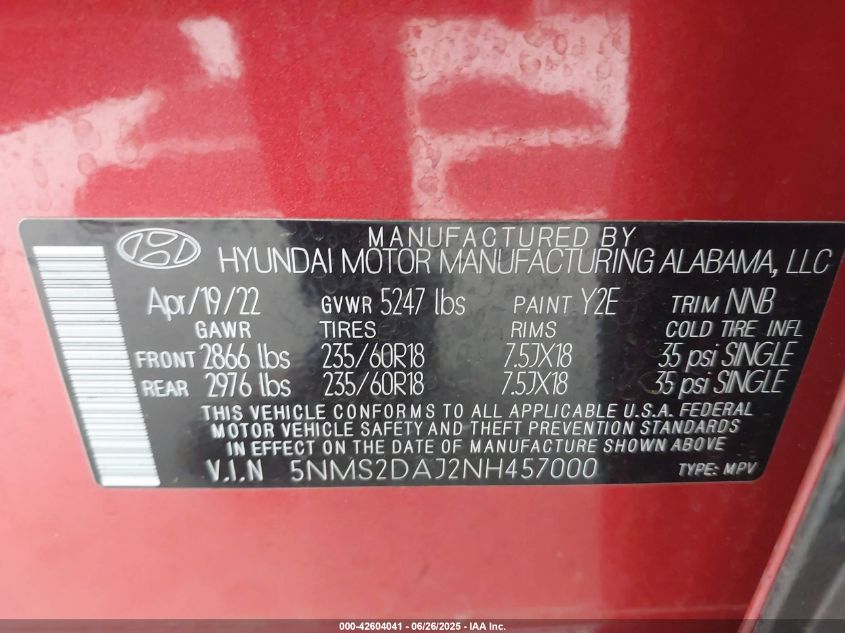 MANUFACTURED BY
HYUNDAI MOTOR MANUFACTURING ALABAMA, LLC
Apr/19/22 GVWR 5247 lbs PAINT Y2E TRIM NNB
GAWR TIRES RIMS COLD TIRE INFL
FRONT 2866 lbs 235/60R18 7.5JX18 35 psi SINGLE
REAR 2976 lbs 235/60R18 7.5JX18 35 psi SINGLE
THIS VEHICLE CONFORMS TO ALL APPLICABLE U.S.A. FEDERAL
MOTOR VEHICLE SAFETY AND THEFT PREVENTION STANDARDS
IN EFFECT ON THE DATE OF MANUFACTURE SHOWN ABOVE
V.I.N 5NMS2DAJ2NH457000 TYPE: MPV
000-42604041 - 06/26/2025 - IAA Inc.